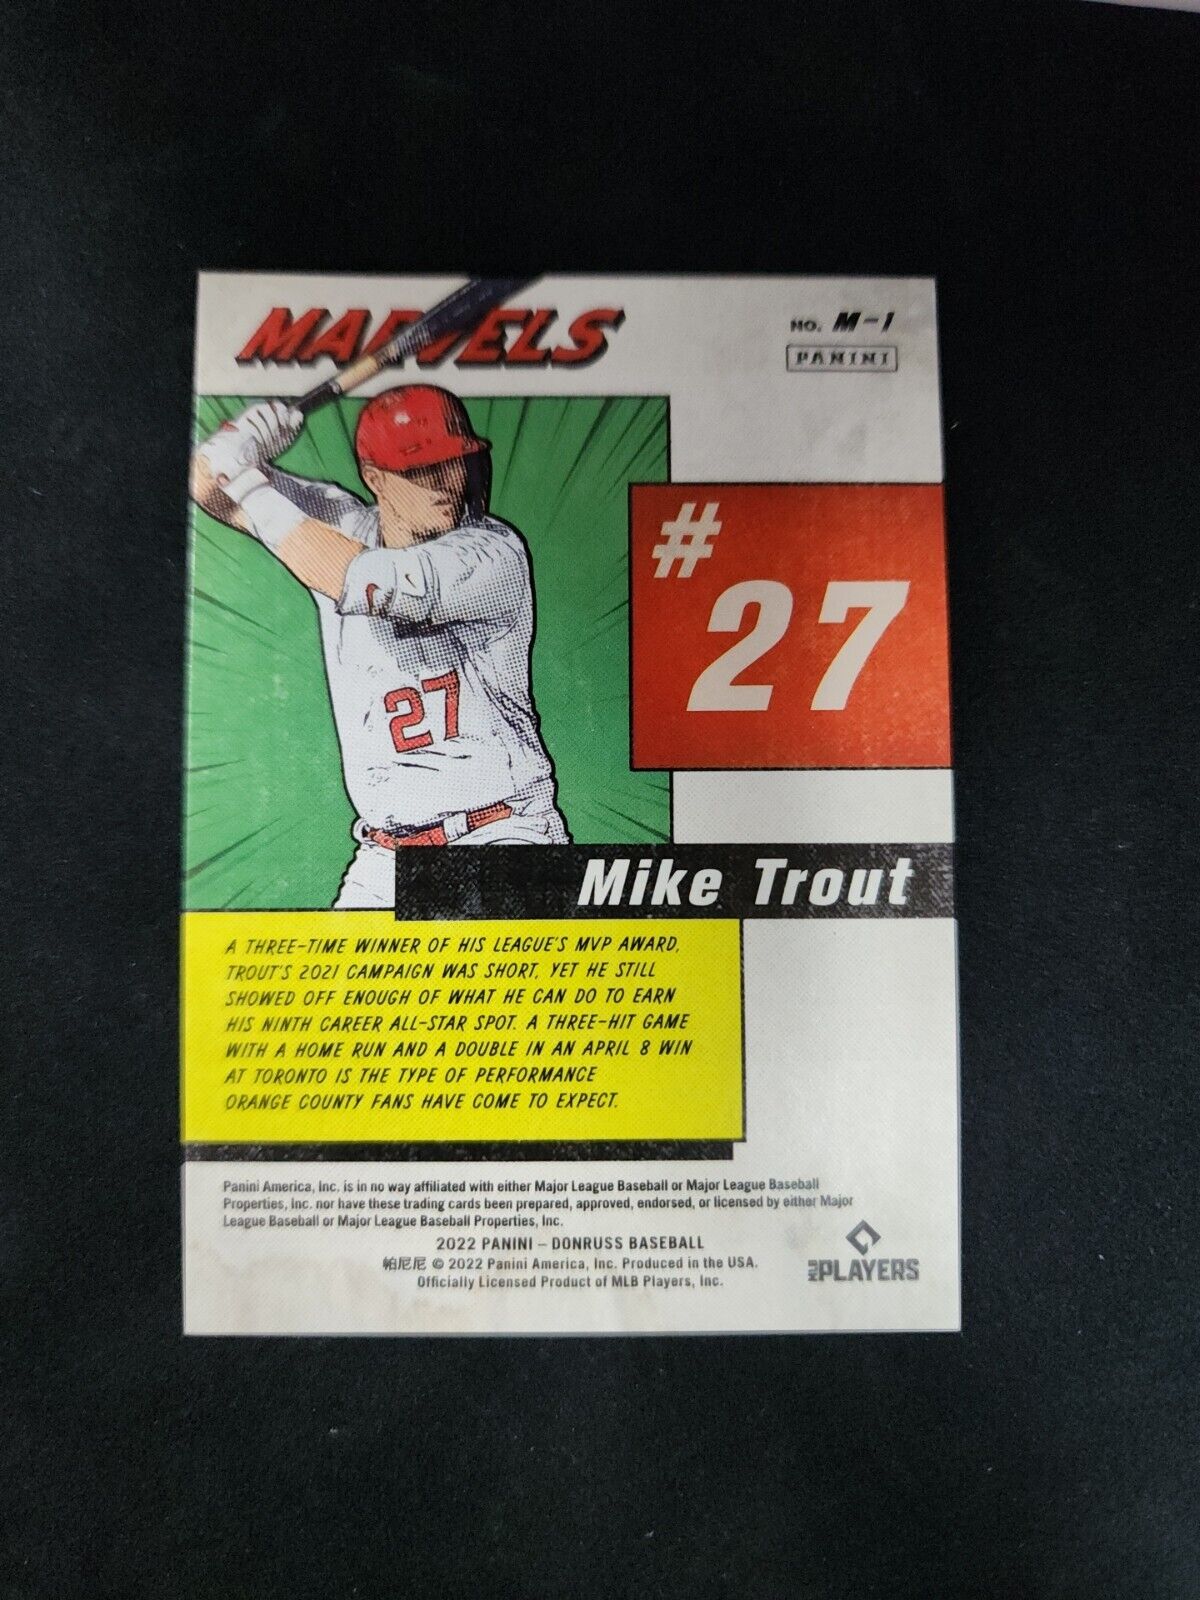 MARVELS
NO. M-1
PANINI
#
27
27
Mike Trout
A THREE-TIME WINNER OF HIS LEAGUE'S MVP AWARD,
TROUT'S 2021 CAMPAIGN WAS SHORT, YET HE STILL
SHOWED OFF ENOUGH OF WHAT HE CAN DO TO EARN
HIS NINTH CAREER ALL-STAR SPOT. A THREE-HIT GAME
WITH A HOME RUN AND A DOUBLE IN AN APRIL 8 WIN
AT TORONTO IS THE TYPE OF PERFORMANCE
ORANGE COUNTY FANS HAVE COME TO EXPECT.
Panini America, Inc. is in no way affiliated with either Major League Baseball or Major League Baseball
Properties, Inc. nor have these trading cards been prepared, approved, endorsed, or licensed by either Major
League Baseball or Major League Baseball Properties, Inc.
2022 PANINI – DONRUSS BASEBALL
帕尼尼 © 2022 Panini America, Inc. Produced in the USA.
Officially Licensed Product of MLB Players, Inc.
MLB PLAYERS